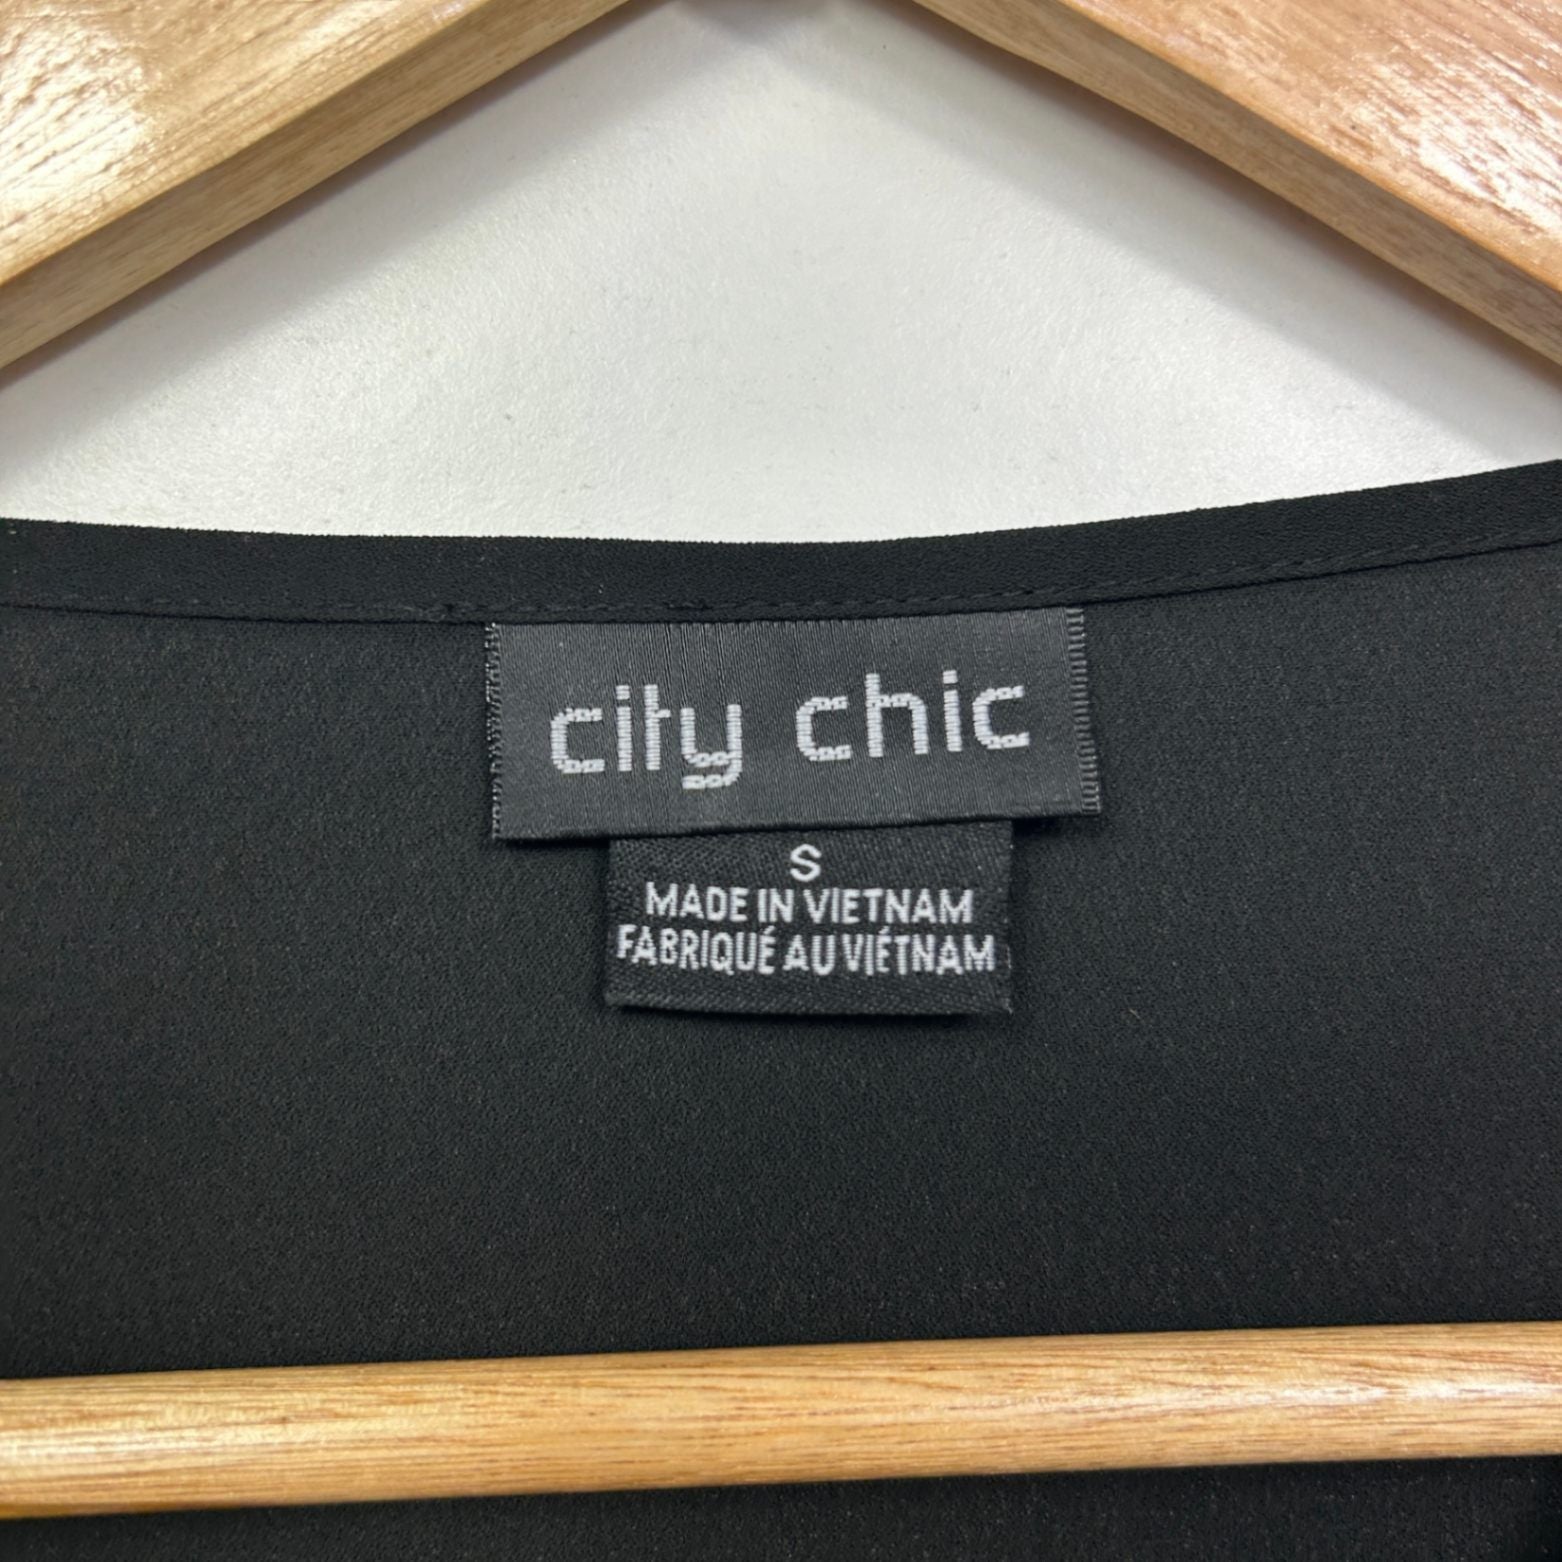 city chic
S
MADE IN VIETNAM
FABRIQUÉ AU VIÉTNAM